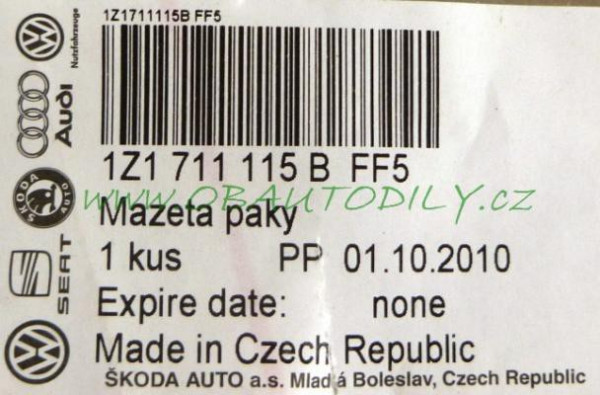 1Z1711115B FF5
Nutzfahrzeuge
Audi
1Z1 711 115 B FF5
ŠKODA AUTO
www.OBAUTODILY.cz
Mazeta paky
1 kus PP 01.10.2010
SEAT
Expire date: none
Made in Czech Republic
ŠKODA AUTO a.s. Mladá Boleslav, Czech Republic